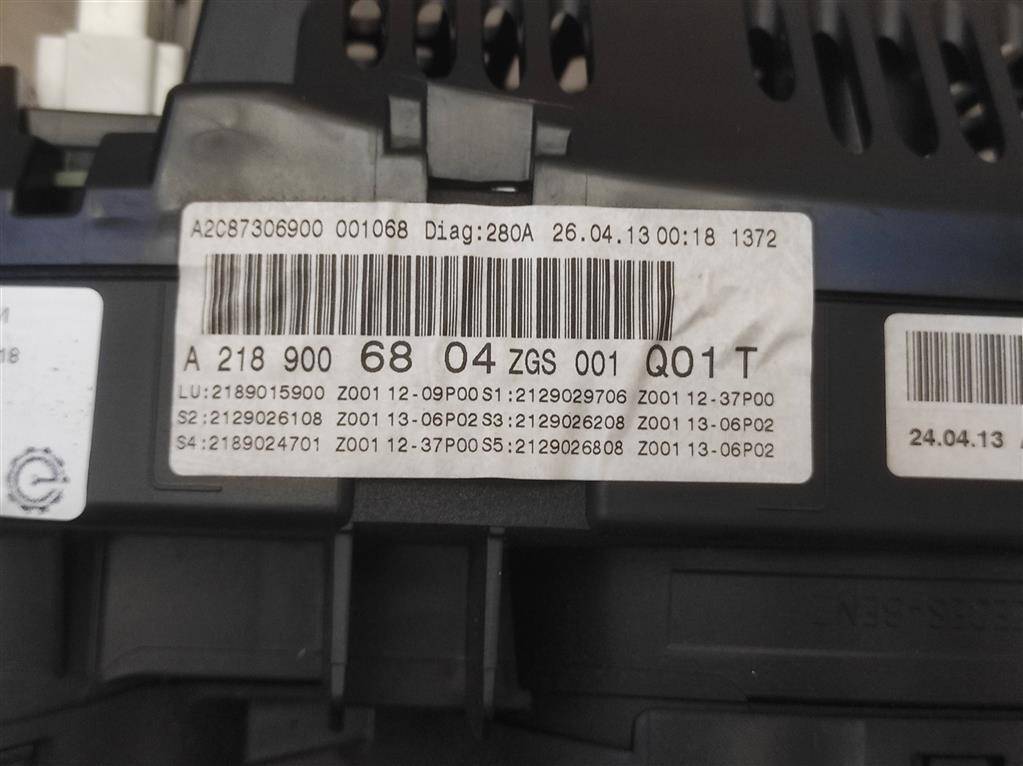 A2C87306900 001068 Diag:280A 26.04.13 00:18 1372
A 218 900 68 04 ZGS 001 Q01 T
LU:2189015900 Z001 12-09P00 S1:2129029706 Z001 12-37P00
S2:2129026108 Z001 13-06P02 S3:2129026208 Z001 13-06P02
S4:2189024701 Z001 12-37P00 S5:2129026808 Z001 13-06P02
18
24.04.13